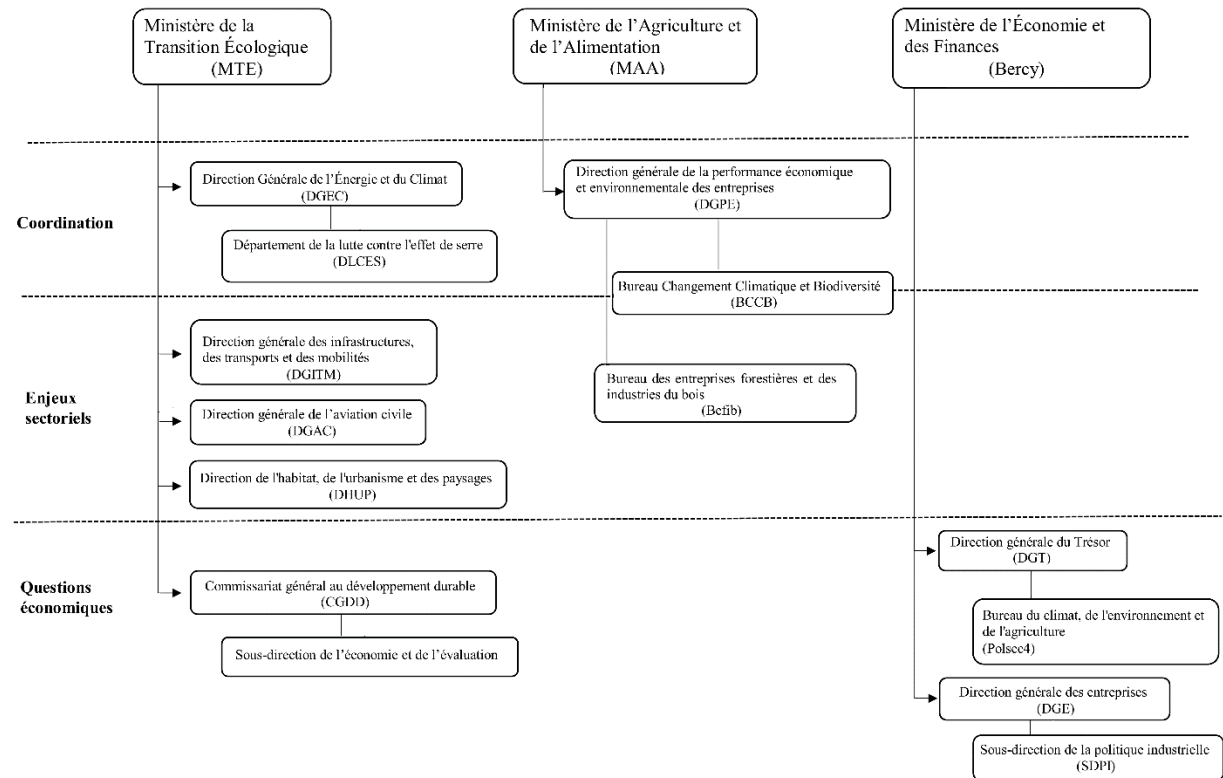 Ministère de la
Transition Écologique
(MTE)
Ministère de l’Agriculture et
de l’Alimentation
(MAA)
Ministère de l’Économie et
des Finances
(Bercy)
Coordination
Direction Générale de l’Énergie et du Climat
(DGEC)
Département de la lutte contre l'effet de serre
(DLCES)
Direction générale de la performance économique
et environnementale des entreprises
(DGPE)
Bureau Changement Climatique et Biodiversité
(BCCB)
Enjeux
sectoriels
Direction générale des infrastructures,
des transports et des mobilités
(DGITM)
Direction générale de l’aviation civile
(DGAC)
Direction de l'habitat, de l'urbanisme et des paysages
(DHUP)
Bureau des entreprises forestières et des
industries du bois
(Befib)
Questions
économiques
Commissariat général au développement durable
(CGDD)
Sous-direction de l’économie et de l’évaluation
Direction générale du Trésor
(DGT)
Bureau du climat, de l'environnement et
de l'agriculture
(Polsec4)
Direction générale des entreprises
(DGE)
Sous-direction de la politique industrielle
(SDPI)